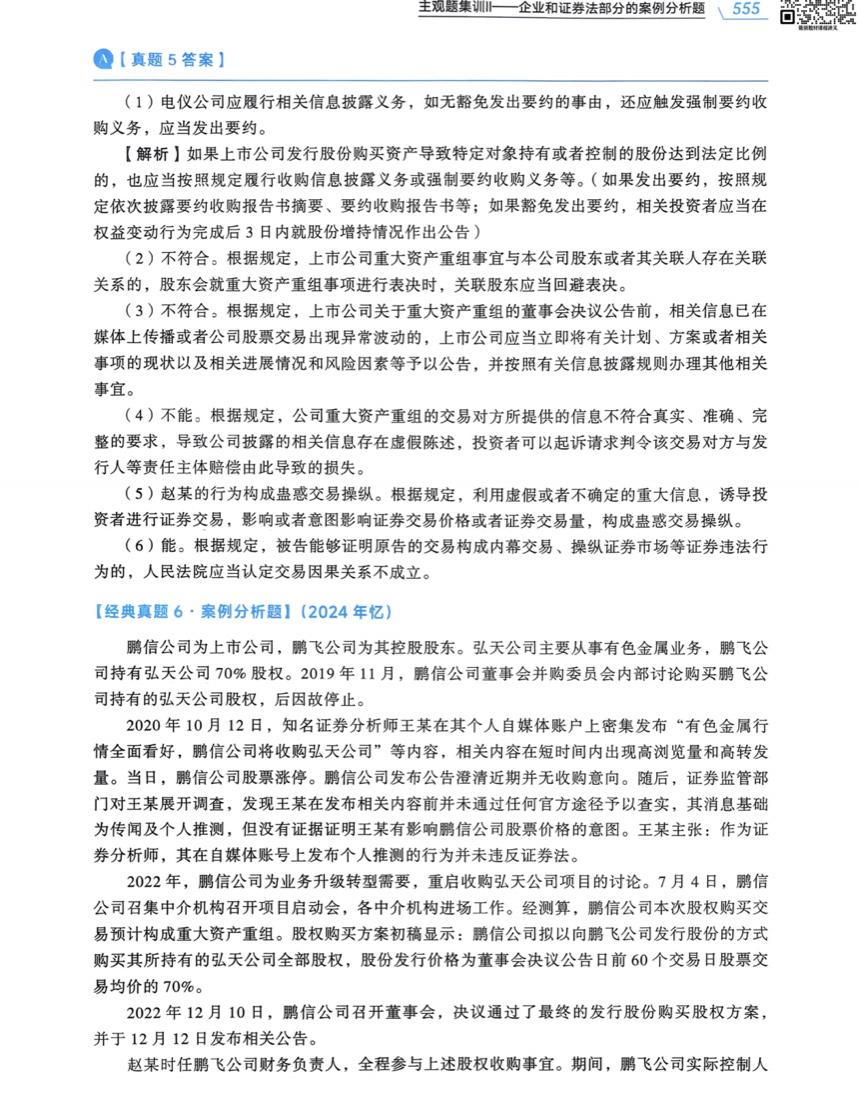 主观题集训II——企业和证券法部分的案例分析题 555
A【真题5答案】
（1）电仪公司应履行相关信息披露义务，如无豁免发出要约的事由，还应触发强制要约收
购义务，应当发出要约。
【解析】如果上市公司发行股份购买资产导致特定对象持有或者控制的股份达到法定比例
的，也应当按照规定履行收购信息披露义务或强制要约收购义务等。（如果发出要约，按照规
定依次披露要约收购报告书摘要、要约收购报告书等；如果豁免发出要约，相关投资者应当在
权益变动行为完成后3日内就股份增持情况作出公告）
（2）不符合。根据规定，上市公司重大资产重组事宜与本公司股东或者其关联人存在关联
关系的，股东会就重大资产重组事项进行表决时，关联股东应当回避表决。
（3）不符合。根据规定，上市公司关于重大资产重组的董事会决议公告前，相关信息已在
媒体上传播或者公司股票交易出现异常波动的，上市公司应当立即将有关计划、方案或者相关
事项的现状以及相关进展情况和风险因素等予以公告，并按照有关信息披露规则办理其他相关
事宜。
（4）不能。根据规定，公司重大资产重组的交易对方所提供的信息不符合真实、准确、完
整的要求，导致公司披露的相关信息存在虚假陈述，投资者可以起诉请求判令该交易对方与发
行人等责任主体赔偿由此导致的损失。
（5）赵某的行为构成蛊惑交易操纵。根据规定，利用虚假或者不确定的重大信息，诱导投
资者进行证券交易，影响或者意图影响证券交易价格或者证券交易量，构成蛊惑交易操纵。
（6）能。根据规定，被告能够证明原告的交易构成内幕交易、操纵证券市场等证券违法行
为的，人民法院应当认定交易因果关系不成立。
【经典真题6·案例分析题】（2024年忆）
鹏信公司为上市公司，鹏飞公司为其控股股东。弘天公司主要从事有色金属业务，鹏飞公
司持有弘天公司70%股权。2019年11月，鹏信公司董事会并购委员会内部讨论购买鹏飞公
司持有的弘天公司股权，后因故停止。
2020年10月12日，知名证券分析师王某在其个人自媒体账户上密集发布“有色金属行
情全面看好，鹏信公司将收购弘天公司”等内容，相关内容在短时间内出现高浏览量和高转发
量。当日，鹏信公司股票涨停。鹏信公司发布公告澄清近期并无收购意向。随后，证券监管部
门对王某展开调查，发现王某在发布相关内容前并未通过任何官方途径予以查实，其消息基础
为传闻及个人推测，但没有证据证明王某有影响鹏信公司股票价格的意图。王某主张：作为证
券分析师，其在自媒体账号上发布个人推测的行为并未违反证券法。
2022年，鹏信公司为业务升级转型需要，重启收购弘天公司项目的讨论。7月4日，鹏信
公司召集中介机构召开项目启动会，各中介机构进场工作。经测算，鹏信公司本次股权购买交
易预计构成重大资产重组。股权购买方案初稿显示：鹏信公司拟以向鹏飞公司发行股份的方式
购买其所持有的弘天公司全部股权，股份发行价格为董事会决议公告日前60个交易日股票交
易均价的70%。
2022年12月10日，鹏信公司召开董事会，决议通过了最终的发行股份购买股权方案，
并于12月12日发布相关公告。
赵某时任鹏飞公司财务负责人，全程参与上述股权收购事宜。期间，鹏飞公司实际控制人